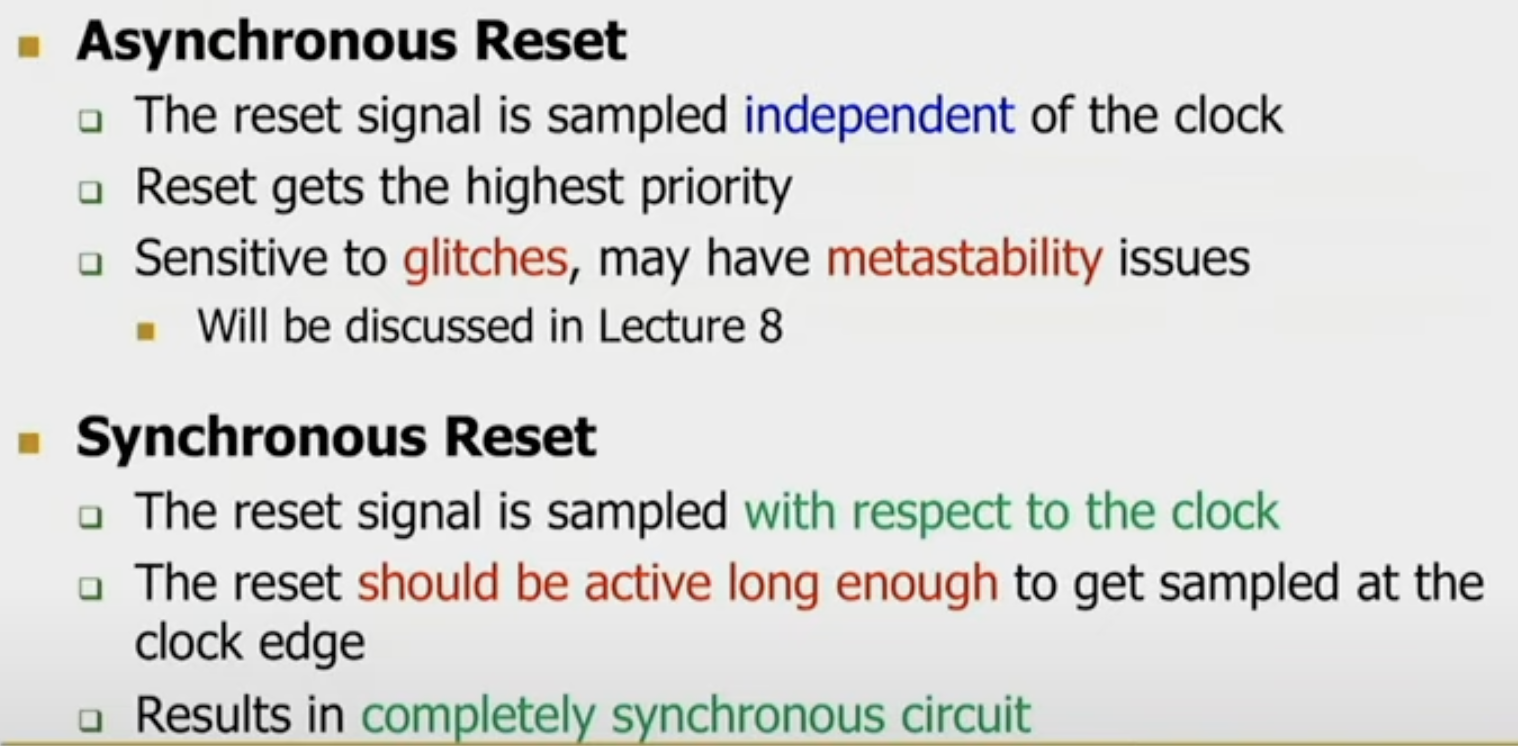 Asynchronous Reset
The reset signal is sampled independent of the clock
Reset gets the highest priority
Sensitive to glitches, may have metastability issues
Will be discussed in Lecture 8
Synchronous Reset
The reset signal is sampled with respect to the clock
The reset should be active long enough to get sampled at the
clock edge
Results in completely synchronous circuit